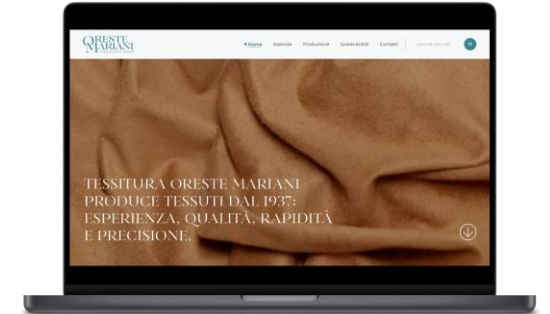 ORESTE
MARIANI
Home Azienda Produzione Sostenibilità Contatti
TESSITURA ORESTE MARIANI
PRODUCE TESSUTI DAL 1937:
ESPERIENZA, QUALITÀ, RAPIDITÀ
E PRECISIONE.